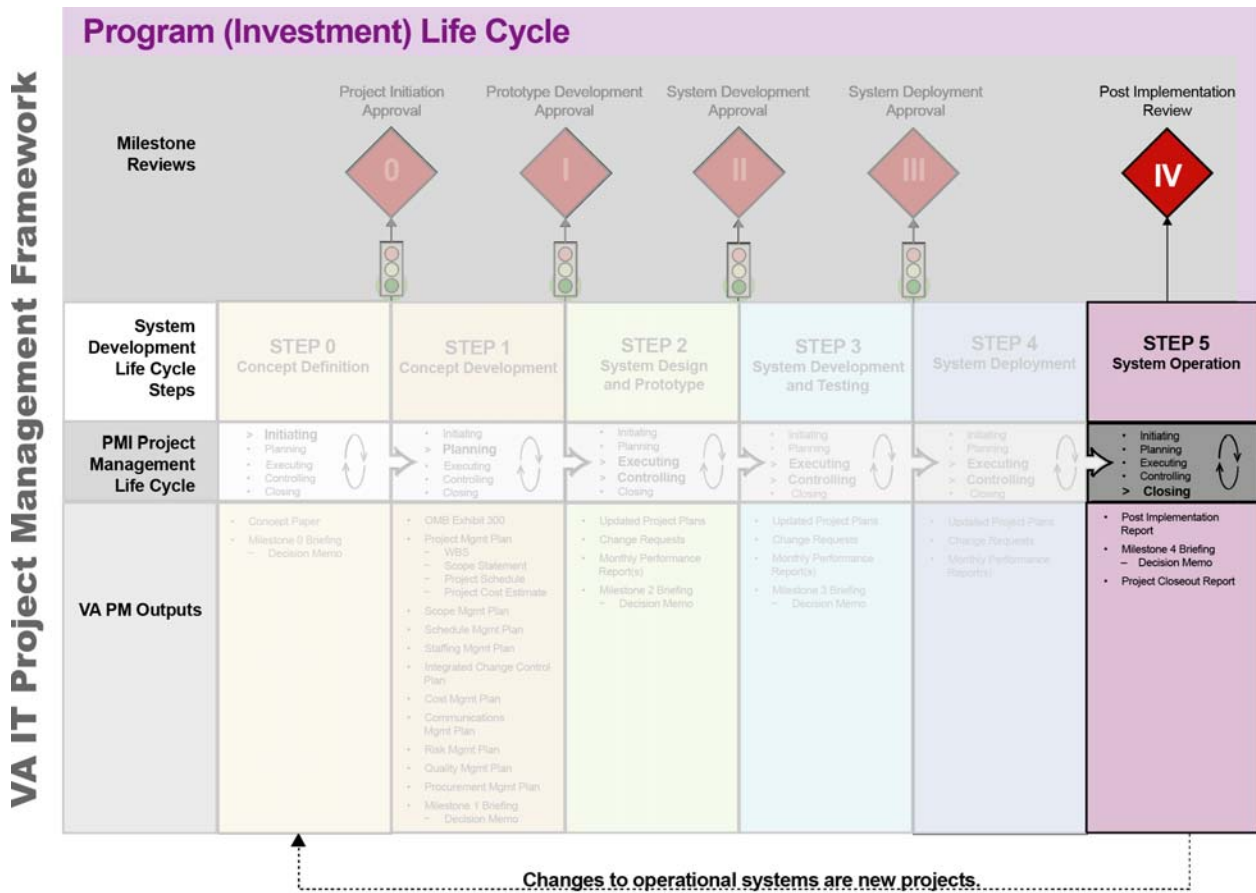 VA IT Project Management Framework
Program (Investment) Life Cycle
Milestone
Reviews
Project Initiation
Approval
0
Prototype Development
Approval
I
System Development
Approval
II
System Deployment
Approval
III
Post Implementation
Review
IV
System
Development
Life Cycle
Steps
STEP 0
Concept Definition
STEP 1
Concept Development
STEP 2
System Design
and Prototype
STEP 3
System Development
and Testing
STEP 4
System Deployment
STEP 5
System Operation
PMI Project
Management
Life Cycle
> Initiating
• Planning
• Executing
• Controlling
• Closing
• Initiating
> Planning
• Executing
• Controlling
• Closing
• Initiating
• Planning
> Executing
> Controlling
• Closing
• Initiating
• Planning
> Executing
> Controlling
• Closing
• Initiating
• Planning
> Executing
> Controlling
• Closing
• Initiating
• Planning
• Executing
• Controlling
> Closing
VA PM Outputs
• Concept Paper
• Milestone 0 Briefing
– Decision Memo
• OMB Exhibit 300
• Project Mgmt Plan
– WBS
– Scope Statement
– Project Schedule
– Project Cost Estimate
• Scope Mgmt Plan
• Schedule Mgmt Plan
• Staffing Mgmt Plan
• Integrated Change Control
Plan
• Cost Mgmt Plan
• Communications
Mgmt Plan
• Risk Mgmt Plan
• Quality Mgmt Plan
• Procurement Mgmt Plan
• Milestone 1 Briefing
– Decision Memo
• Updated Project Plans
• Change Requests
• Monthly Performance
Report(s)
• Milestone 2 Briefing
– Decision Memo
• Updated Project Plans
• Change Requests
• Monthly Performance
Report(s)
• Milestone 3 Briefing
– Decision Memo
• Updated Project Plans
• Change Requests
• Monthly Performance
Report(s)
• Post Implementation
Report
• Milestone 4 Briefing
– Decision Memo
• Project Closeout Report
Changes to operational systems are new projects.